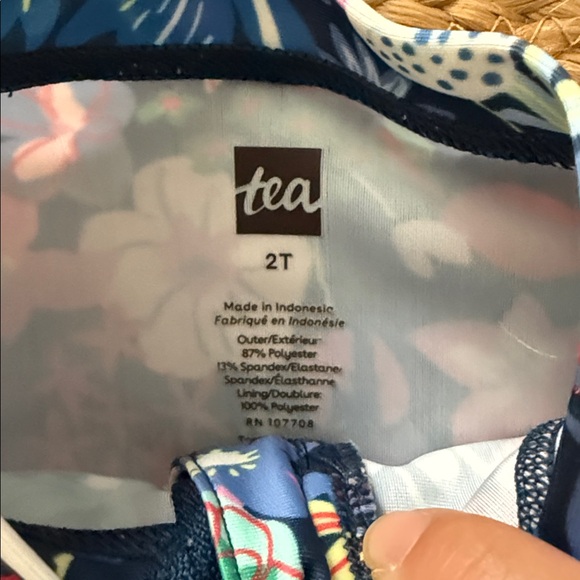 tea
2T
Made in Indonesia
Fabriqué en Indonésie
Outer/Extérieur
87% Polyester
13% Spandex/Elastane
Spandex/Élasthanne
Lining/Doublure:
100% Polyester
RN 107708